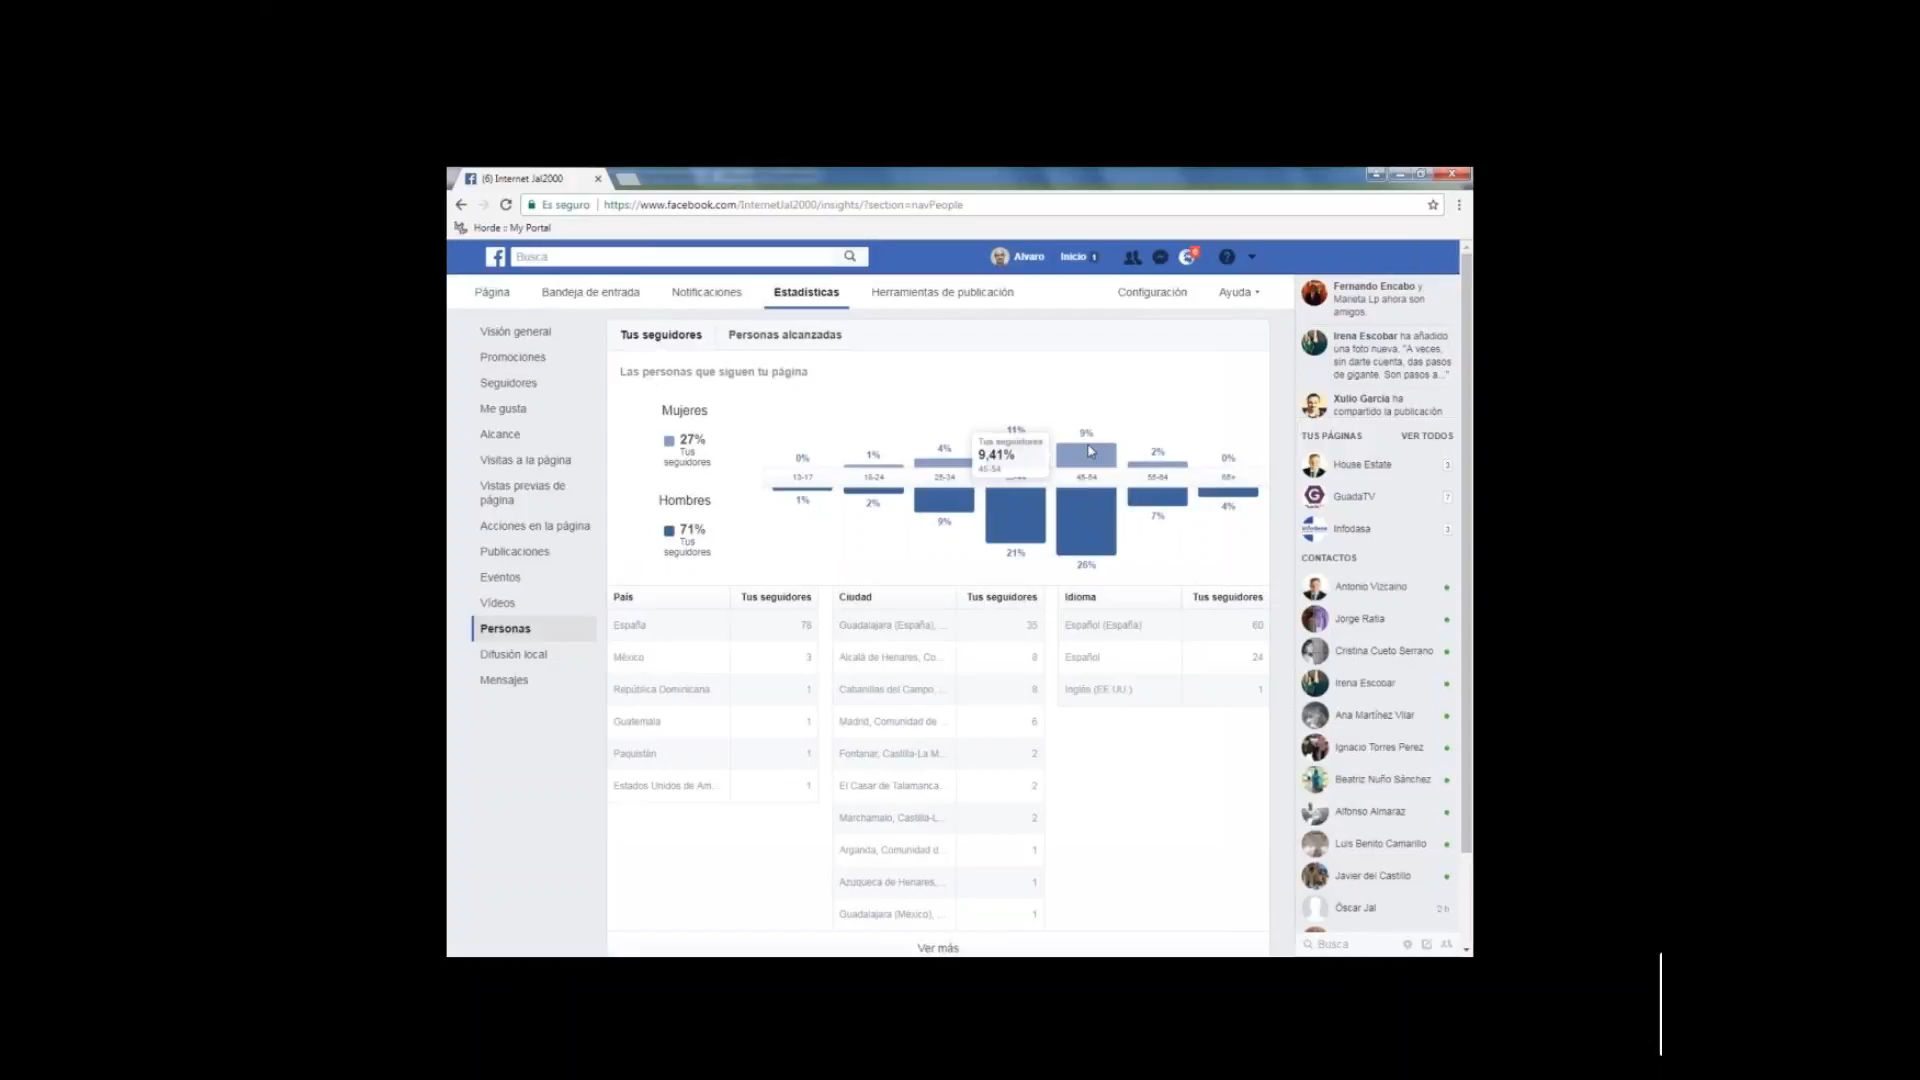 (6) Internet Jal2000
Es seguro | https://www.facebook.com/InternetJal2000/insights/?section=navPeople
Horde :: My Portal
Busca
Alvaro Inicio 1
Página Bandeja de entrada Notificaciones Estadísticas Herramientas de publicación Configuración Ayuda
Visión general
Promociones
Seguidores
Me gusta
Alcance
Visitas a la página
Vistas previas de
página
Acciones en la página
Publicaciones
Eventos
Vídeos
Personas
Difusión local
Mensajes
Tus seguidores Personas alcanzadas
Las personas que siguen tu página
Mujeres
27%
Tus
seguidores
Hombres
71%
Tus
seguidores
0% 1% 4% 11% 9% 2% 0%
Tus seguidores
9,41%
45-54
13-17 18-24 25-34 45-54 55-64 65+
1% 2% 9% 21% 26% 7% 4%
País Tus seguidores
España 78
México 3
República Dominicana 1
Guatemala 1
Paquistán 1
Estados Unidos de Am... 1
Ciudad Tus seguidores
Guadalajara (España), ... 35
Alcalá de Henares, Co... 8
Cabanillas del Campo, ... 8
Madrid, Comunidad de ... 6
Fontanar, Castilla-La M... 2
El Casar de Talamanca... 2
Marchamalo, Castilla-L... 2
Arganda, Comunidad d... 1
Azuqueca de Henares,... 1
Guadalajara (México), ... 1
Idioma Tus seguidores
Español (España) 60
Español 24
Inglés (EE.UU.) 1
Ver más
Fernando Encabo y
Marieta Lp ahora son
amigos.
Irena Escobar ha añadido
una foto nueva. "A veces,
sin darte cuenta, das pasos
de gigante. Son pasos a..."
Xulio García ha
compartido la publicación
TUS PÁGINAS VER TODOS
House Estate 3
GuadaTV 7
Infodasa 3
CONTACTOS
Antonio Vizcaino
Jorge Ratia
Cristina Cueto Serrano
Irena Escobar
Ana Martínez Vilar
Ignacio Torres Perez
Beatriz Nuño Sánchez
Alfonso Almaraz
Luis Benito Camarillo
Javier del Castillo
Óscar Jal 2 h
Busca